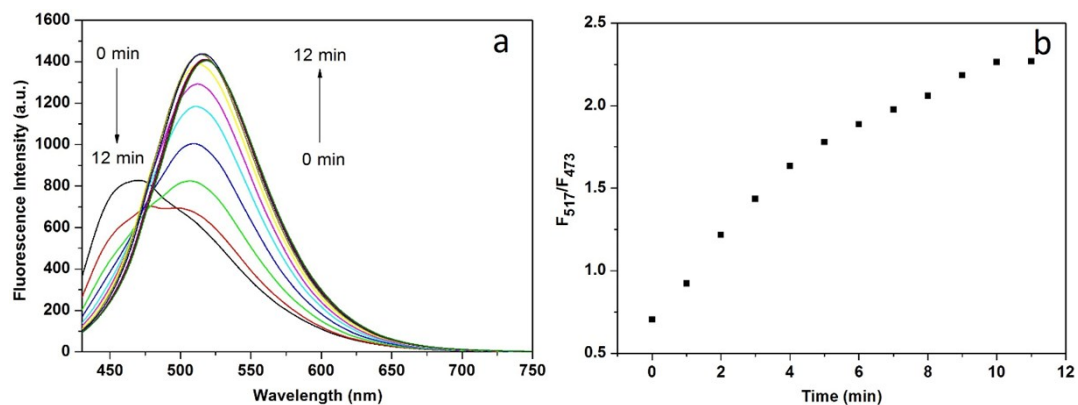 a
1600
1400
1200
1000
800
600
400
200
0
0 min
12 min
12 min
0 min
450 500 550 600 650 700 750
Wavelength (nm)
Fluorescence Intensity (a.u.)
b
2.5
2.0
1.5
1.0
0.5
0 2 4 6 8 10 12
Time (min)
F517/F473